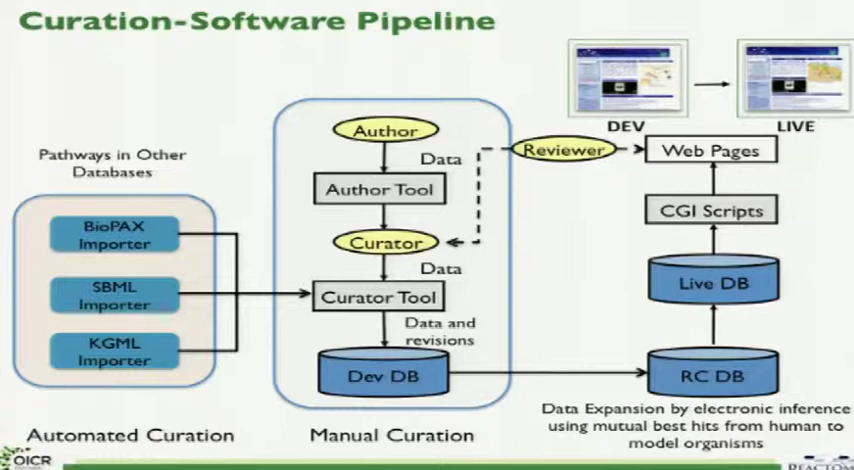 Curation-Software Pipeline
DEV
LIVE
Pathways in Other
Databases
BioPAX
Importer
SBML
Importer
KGML
Importer
Automated Curation
Author
Data
Author Tool
Curator
Data
Curator Tool
Data and
revisions
Dev DB
Manual Curation
Reviewer
Web Pages
CGI Scripts
Live DB
RC DB
Data Expansion by electronic inference
using mutual best hits from human to
model organisms
OICR
REACTOME